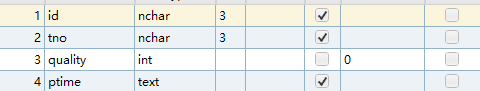 1 id nchar 3
2 tno nchar 3
3 quality int 0
4 ptime text